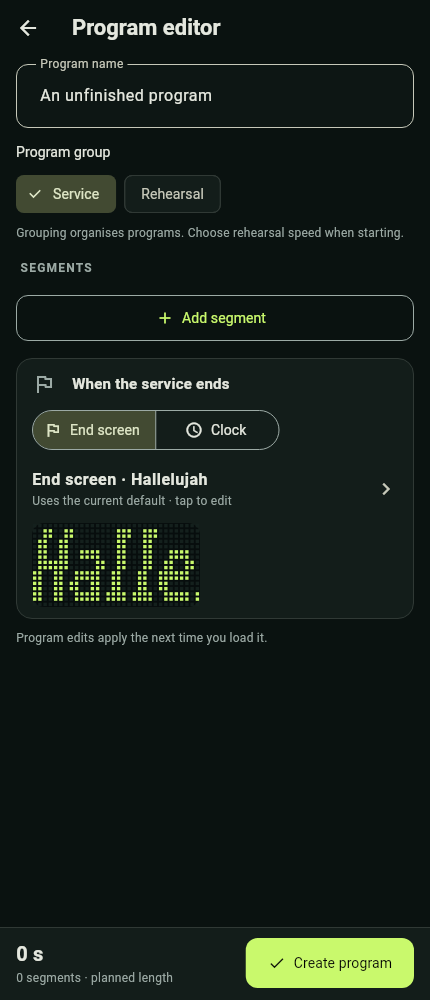 Program editor
Program name
An unfinished program
Program group
Service
Rehearsal
Grouping organises programs. Choose rehearsal speed when starting.
SEGMENTS
Add segment
When the service ends
End screen
Clock
End screen · Hallelujah
Uses the current default · tap to edit
Halle
Program edits apply the next time you load it.
0 s
0 segments · planned length
Create program